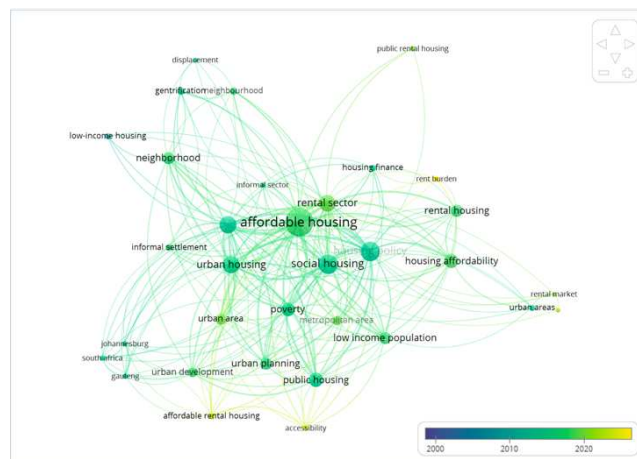 public rental housing
displacement
gentrification
neighbourhood
low-income housing
neighborhood
housing finance
rent burden
informal sector
rental sector
rental housing
affordable housing
housing policy
informal settlement
urban housing
social housing
housing affordability
rental market
urban areas
poverty
urban area
metropolitan area
low income population
johannesburg
south africa
gauteng
urban development
urban planning
public housing
affordable rental housing
accessibility
2000
2010
2020